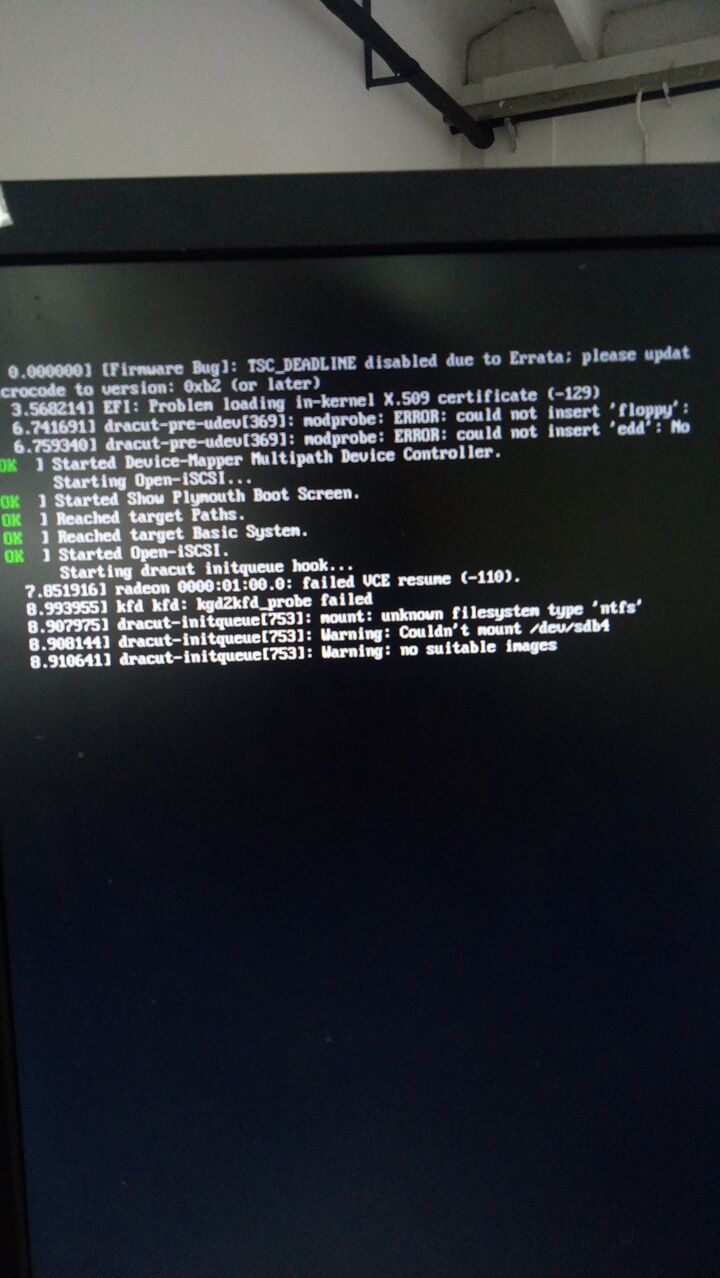 0.000000] [Firmware Bug]: TSC_DEADLINE disabled due to Errata; please updat
crocode to version: 0xb2 (or later)
3.568214] EFI: Problem loading in-kernel X.509 certificate (-129)
6.741691] dracut-pre-udev[369]: modprobe: ERROR: could not insert 'floppy':
6.759340] dracut-pre-udev[369]: modprobe: ERROR: could not insert 'edd': No
OK ] Started Device-Mapper Multipath Device Controller.
Starting Open-iSCSI...
OK ] Started Show Plymouth Boot Screen.
OK ] Reached target Paths.
OK ] Reached target Basic System.
OK ] Started Open-iSCSI.
Starting dracut initqueue hook...
7.851916] radeon 0000:01:00.0: failed VCE resume (-110).
8.993955] kfd kfd: kgd2kfd_probe failed
8.907975] dracut-initqueue[753]: mount: unknown filesystem type 'ntfs'
8.908144] dracut-initqueue[753]: Warning: Couldn't mount /dev/sdb4
8.910641] dracut-initqueue[753]: Warning: no suitable images